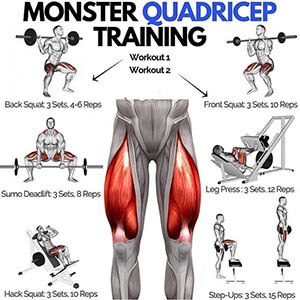 MONSTER QUADRICEP
TRAINING
Workout 1
Workout 2
Back Squat: 3 Sets, 4-6 Reps
Front Squat: 3 Sets, 10 Reps
Sumo Deadlift: 3 Sets, 8 Reps
Leg Press: 3 Sets, 12 Reps
Hack Squat: 3 Sets, 10 Reps
Step-Ups: 3 Sets, 15 Reps